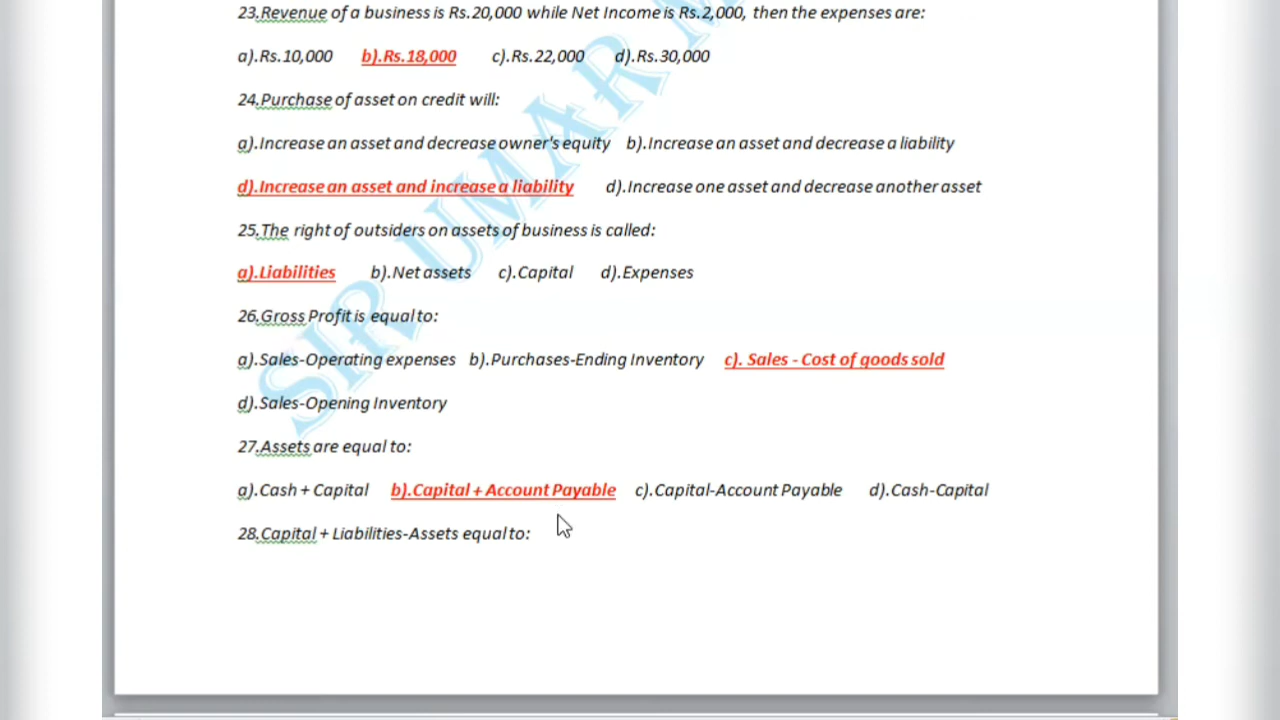 23.Revenue of a business is Rs.20,000 while Net Income is Rs.2,000, then the expenses are:
a).Rs.10,000 b).Rs.18,000 c).Rs.22,000 d).Rs.30,000
24.Purchase of asset on credit will:
a).Increase an asset and decrease owner's equity b).Increase an asset and decrease a liability
d).Increase an asset and increase a liability d).Increase one asset and decrease another asset
25.The right of outsiders on assets of business is called:
a).Liabilities b).Net assets c).Capital d).Expenses
26.Gross Profit is equal to:
a).Sales-Operating expenses b).Purchases-Ending Inventory c). Sales - Cost of goods sold
d).Sales-Opening Inventory
27.Assets are equal to:
a).Cash + Capital b).Capital + Account Payable c).Capital-Account Payable d).Cash-Capital
28.Capital + Liabilities-Assets equal to:
SIR UMAR